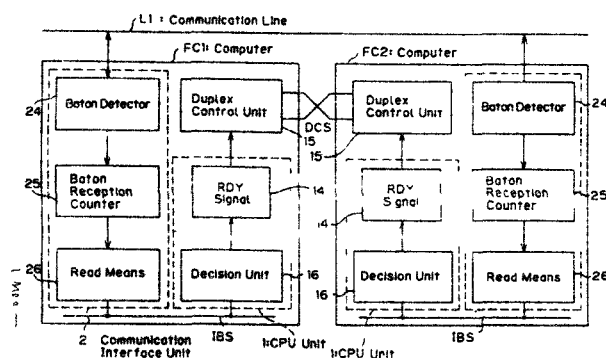 L1: Communication Line
FC1: Computer
FC2: Computer
24
Baton Detector
Duplex Control Unit
DCS
Duplex Control Unit
Baton Detector
24
15
15
25
Baton Reception Counter
RDY Signal
14
RDY Signal
14
Baton Reception Counter
25
26
Read Means
Decision Unit
16
Decision Unit
16
Read Means
26
2 Communication Interface Unit
IBS
1:CPU Unit
1:CPU Unit
IBS